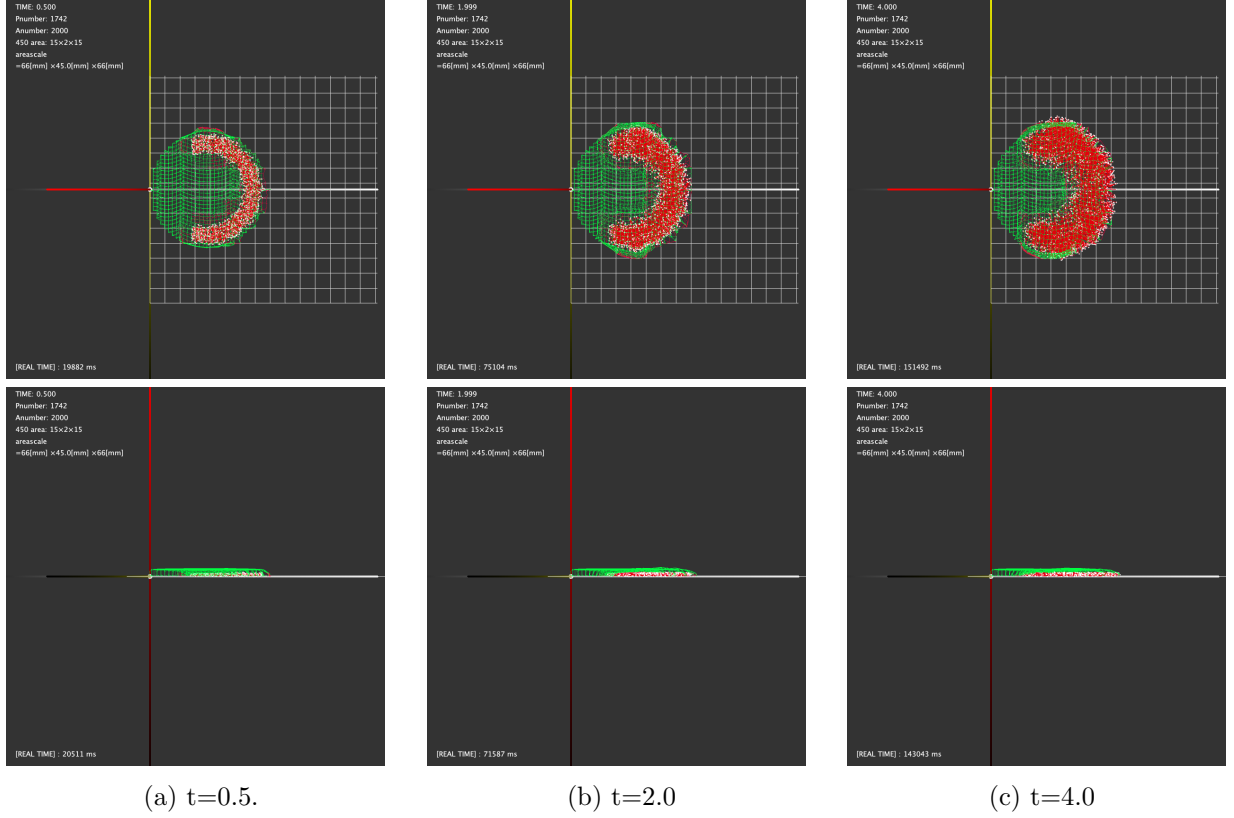 TIME: 0.500
Pnumber: 1742
Anumber: 2000
450 area: 15×2×15
areascale
=66[mm] ×45.0[mm] ×66[mm]
[REAL TIME] : 19882 ms
TIME: 1.999
Pnumber: 1742
Anumber: 2000
450 area: 15×2×15
areascale
=66[mm] ×45.0[mm] ×66[mm]
[REAL TIME] : 75104 ms
TIME: 4.000
Pnumber: 1742
Anumber: 2000
450 area: 15×2×15
areascale
=66[mm] ×45.0[mm] ×66[mm]
[REAL TIME] : 151492 ms
TIME: 0.500
Pnumber: 1742
Anumber: 2000
450 area: 15×2×15
areascale
=66[mm] ×45.0[mm] ×66[mm]
[REAL TIME] : 20511 ms
TIME: 1.999
Pnumber: 1742
Anumber: 2000
450 area: 15×2×15
areascale
=66[mm] ×45.0[mm] ×66[mm]
[REAL TIME] : 71587 ms
TIME: 4.000
Pnumber: 1742
Anumber: 2000
450 area: 15×2×15
areascale
=66[mm] ×45.0[mm] ×66[mm]
[REAL TIME] : 143043 ms
(a) t=0.5.
(b) t=2.0
(c) t=4.0